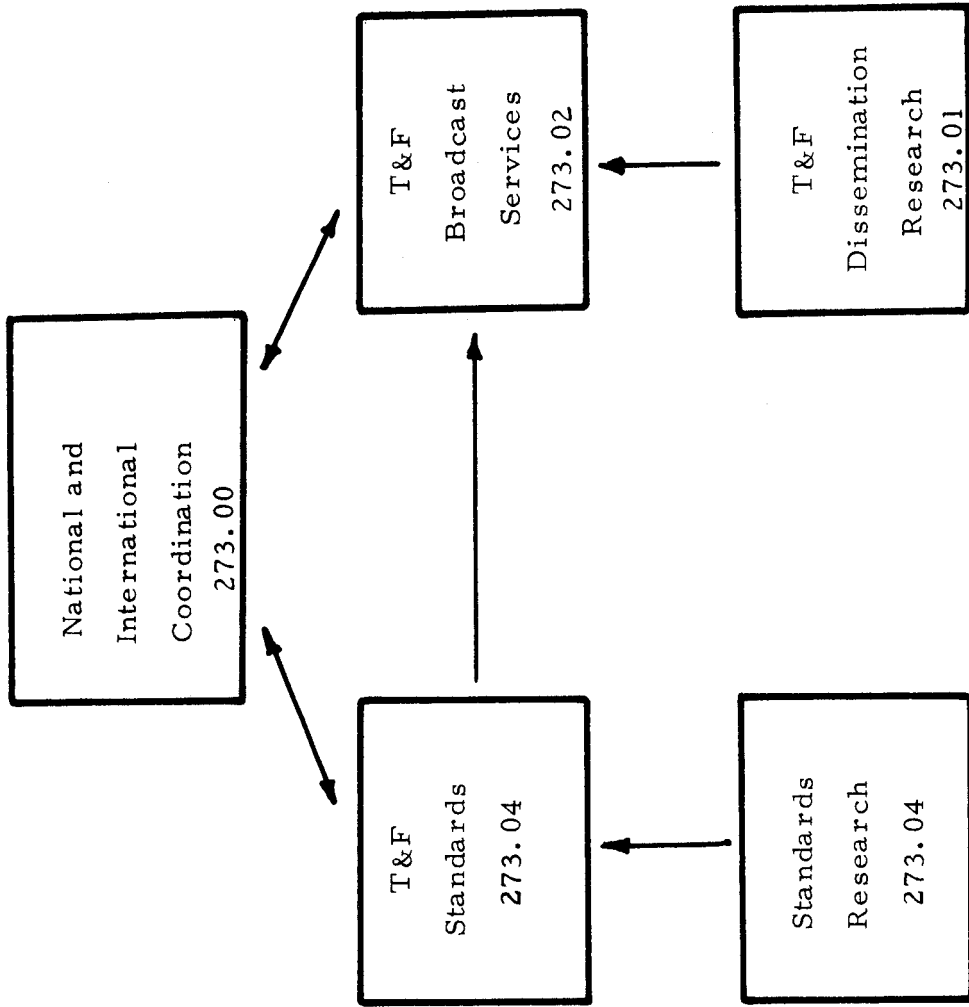 National and
International
Coordination
273.00
T&F
Standards
273.04
T&F
Broadcast
Services
273.02
Standards
Research
273.04
T&F
Dissemination
Research
273.01